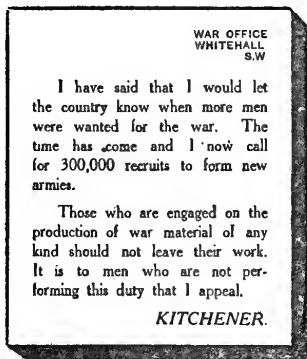 WAR OFFICE
WHITEHALL
S.W
I have said that I would let
the country know when more men
were wanted for the war. The
time has come and I now call
for 300,000 recruits to form new
armies.
Those who are engaged on the
production of war material of any
kind should not leave their work.
It is to men who are not per-
forming this duty that I appeal.
KITCHENER.